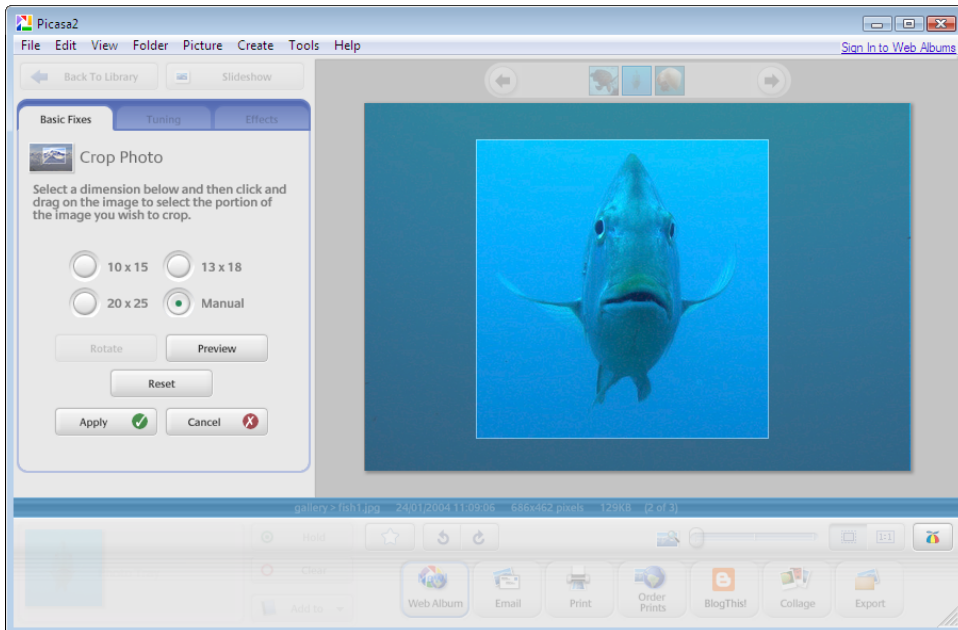 Picasa2
File Edit View Folder Picture Create Tools Help
Sign In to Web Albums
Back To Library Slideshow
Basic Fixes Tuning Effects
Crop Photo
Select a dimension below and then click and
drag on the image to select the portion of
the image you wish to crop.
10 x 15 13 x 18
20 x 25 Manual
Rotate Preview
Reset
Apply Cancel
gallery > fish1.jpg 24/01/2004 11:09:06 686x462 pixels 129KB (2 of 3)
Hold
1:1
Clear
Add to
Web Album Email Print Order Prints BlogThis! Collage Export